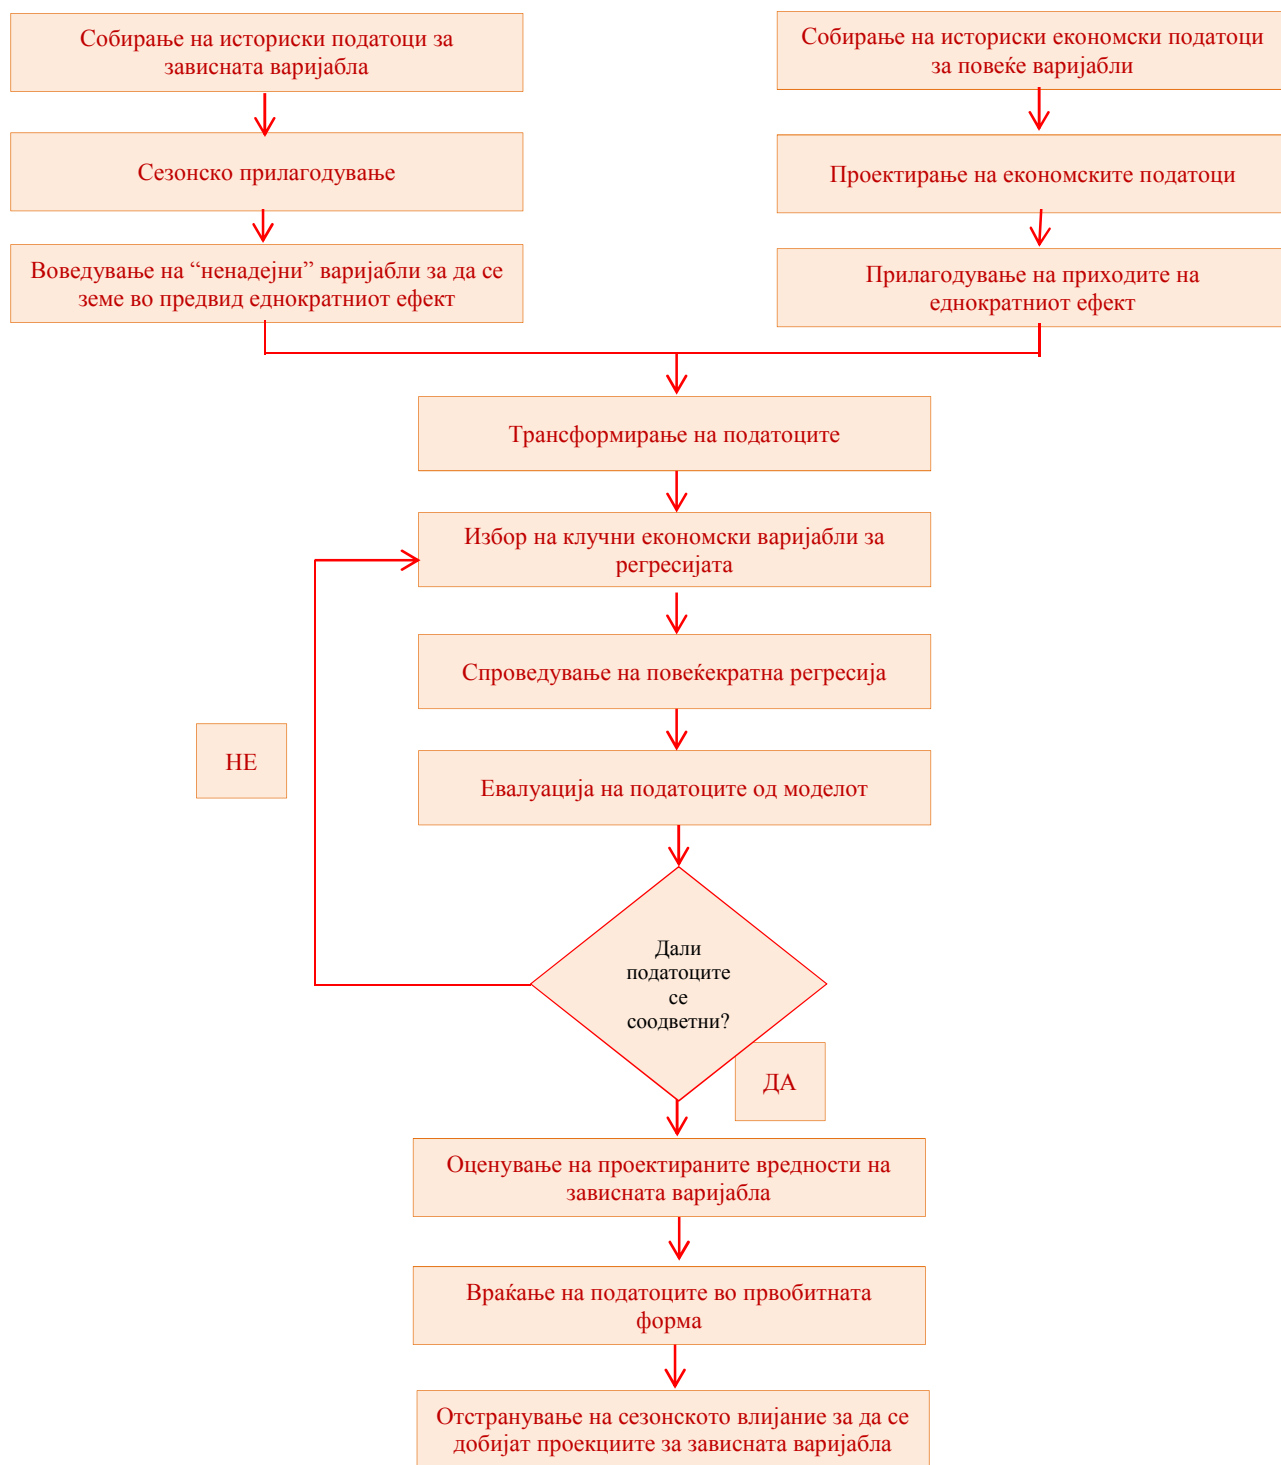 Собирање на историски податоци за
зависната варијабла
Собирање на историски економски податоци
за повеќе варијабли
Сезонско прилагодување
Проектирање на економските податоци
Воведување на “ненадејни” варијабли за да се
земе во предвид еднократниот ефект
Прилагодување на приходите на
еднократниот ефект
Трансформирање на податоците
Избор на клучни економски варијабли за
регресијата
Спроведување на повеќекратна регресија
НЕ
Евалуација на податоците од моделот
Дали
податоците
се
соодветни?
ДА
Оценување на проектираните вредности на
зависната варијабла
Враќање на податоците во првобитната
форма
Отстранување на сезонското влијание за да се
добијат проекциите за зависната варијабла